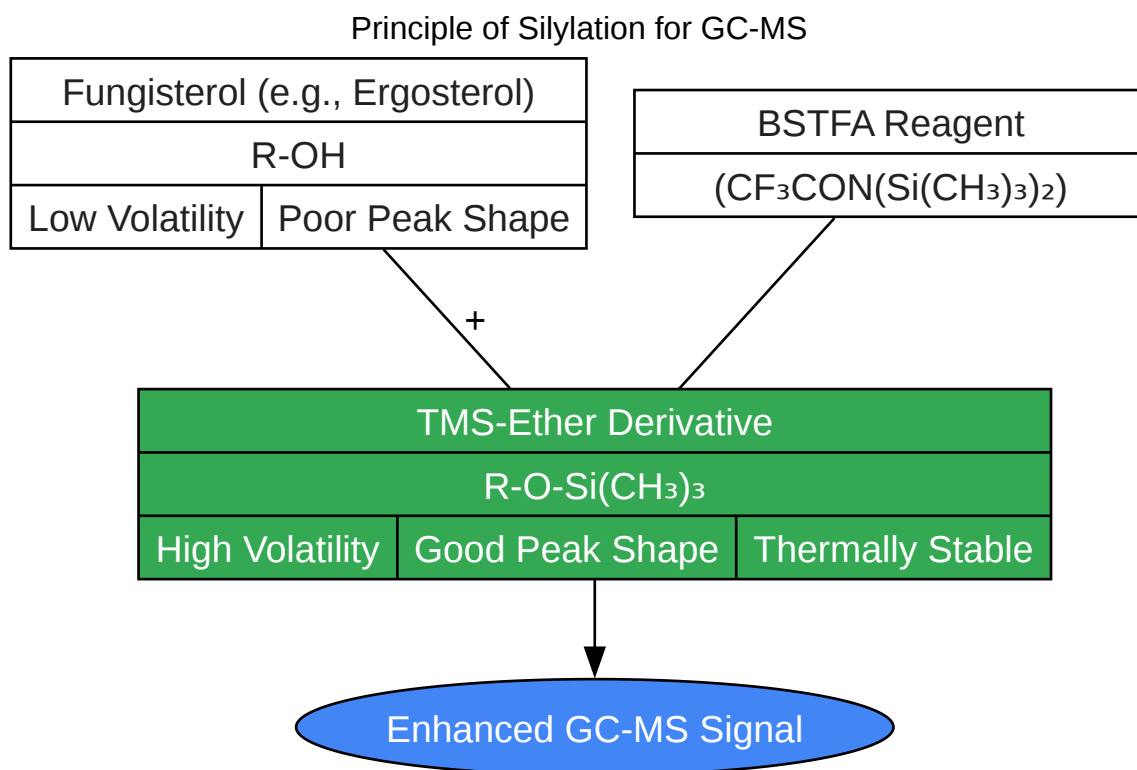 Principle of Silylation for GC-MS
Fungisterol (e.g., Ergosterol)
R-OH
Low Volatility
Poor Peak Shape
BSTFA Reagent
(CF₃CON(Si(CH₃)₃)₂)
+
TMS-Ether Derivative
R-O-Si(CH₃)₃
High Volatility
Good Peak Shape
Thermally Stable
Enhanced GC-MS Signal